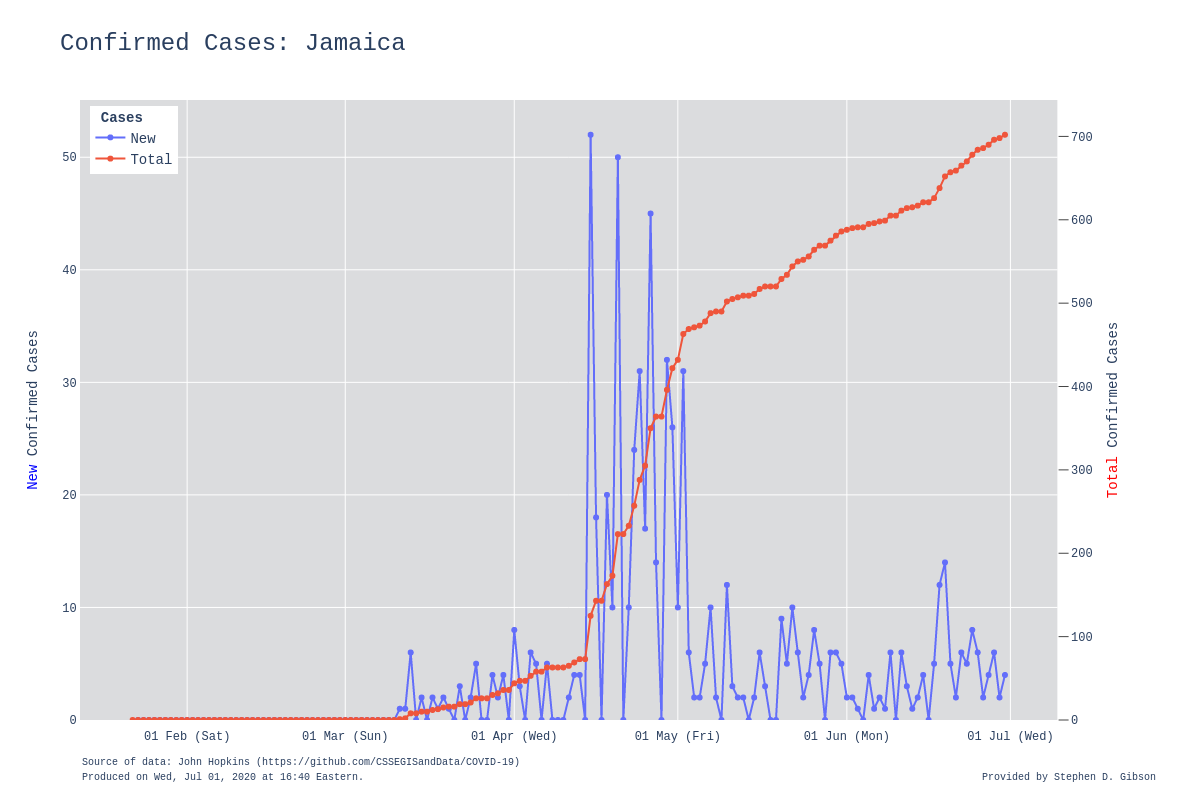 Confirmed Cases: Jamaica
Cases
New
Total
50
40
30
20
10
0
New Confirmed Cases
700
600
500
400
300
200
100
0
Total Confirmed Cases
01 Feb (Sat)
01 Mar (Sun)
01 Apr (Wed)
01 May (Fri)
01 Jun (Mon)
01 Jul (Wed)
Source of data: John Hopkins (https://github.com/CSSEGISandData/COVID-19)
Produced on Wed, Jul 01, 2020 at 16:40 Eastern.
Provided by Stephen D. Gibson